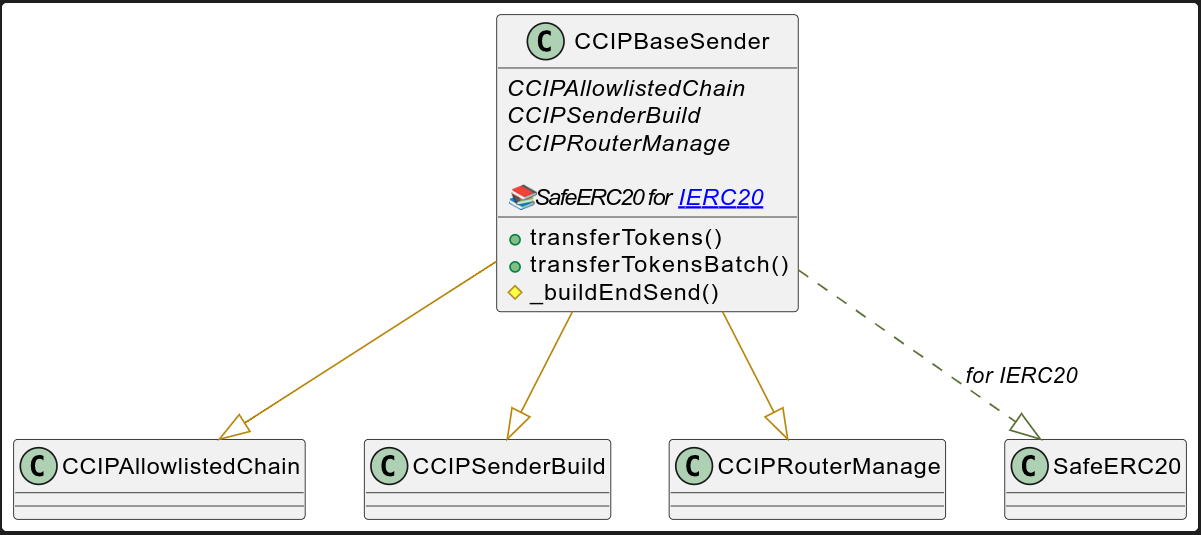 C CCIPBaseSender
CCIPAllowlistedChain
CCIPSenderBuild
CCIPRouterManage
📚SafeERC20 for IERC20
transferTokens()
transferTokensBatch()
_buildEndSend()
for IERC20
C CCIPAllowlistedChain
C CCIPSenderBuild
C CCIPRouterManage
C SafeERC20